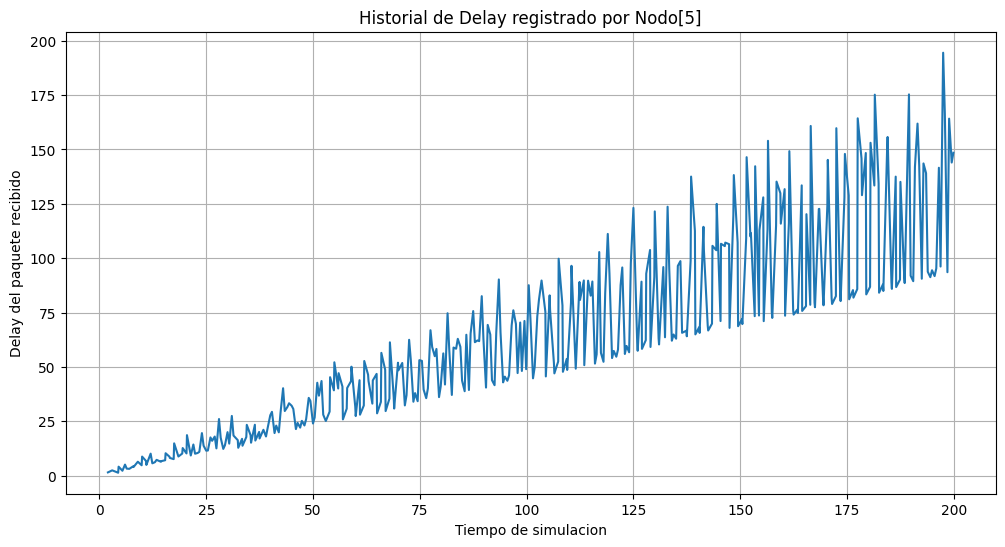 Historial de Delay registrado por Nodo[5]
Delay del paquete recibido
200
175
150
125
100
75
50
25
0
0 25 50 75 100 125 150 175 200
Tiempo de simulacion